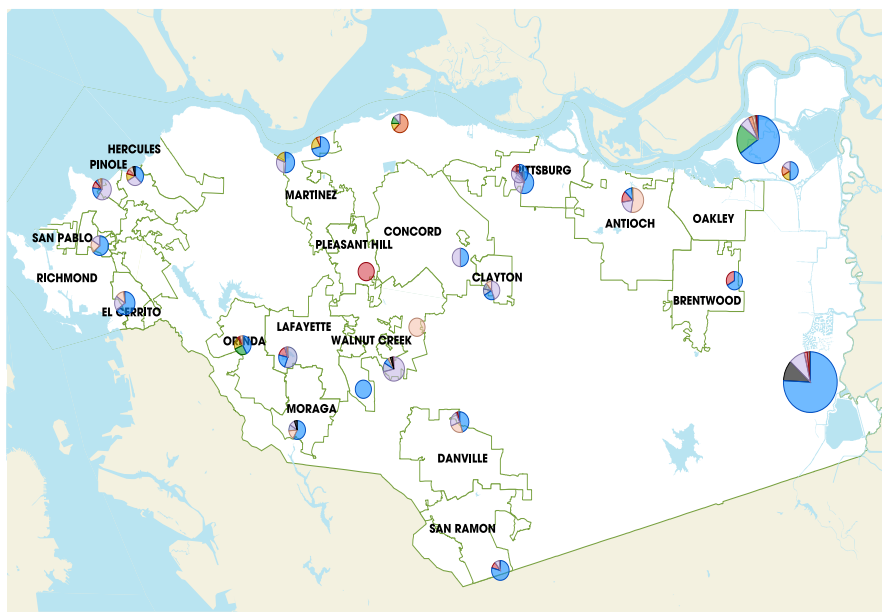 HERCULES
PINOLE
PITTSBURG
MARTINEZ
SAN PABLO
CONCORD
ANTIOCH
OAKLEY
PLEASANT HILL
RICHMOND
CLAYTON
BRENTWOOD
EL CERRITO
LAFAYETTE
ORINDA
WALNUT CREEK
MORAGA
DANVILLE
SAN RAMON